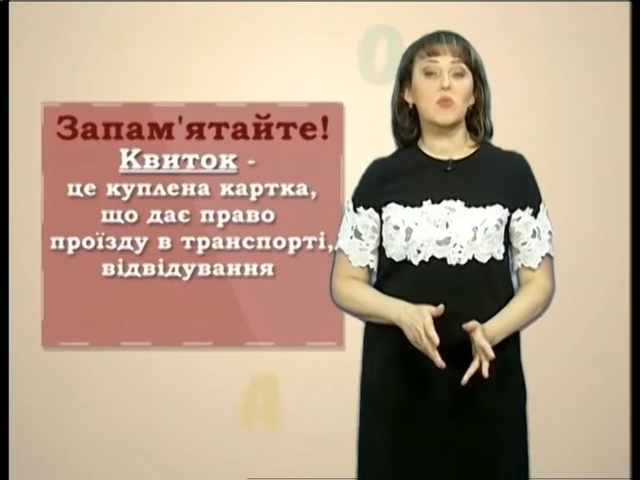 Запам'ятайте!
Квиток -
це куплена картка,
що дає право
проїзду в транспорті,
відвідування
О
А